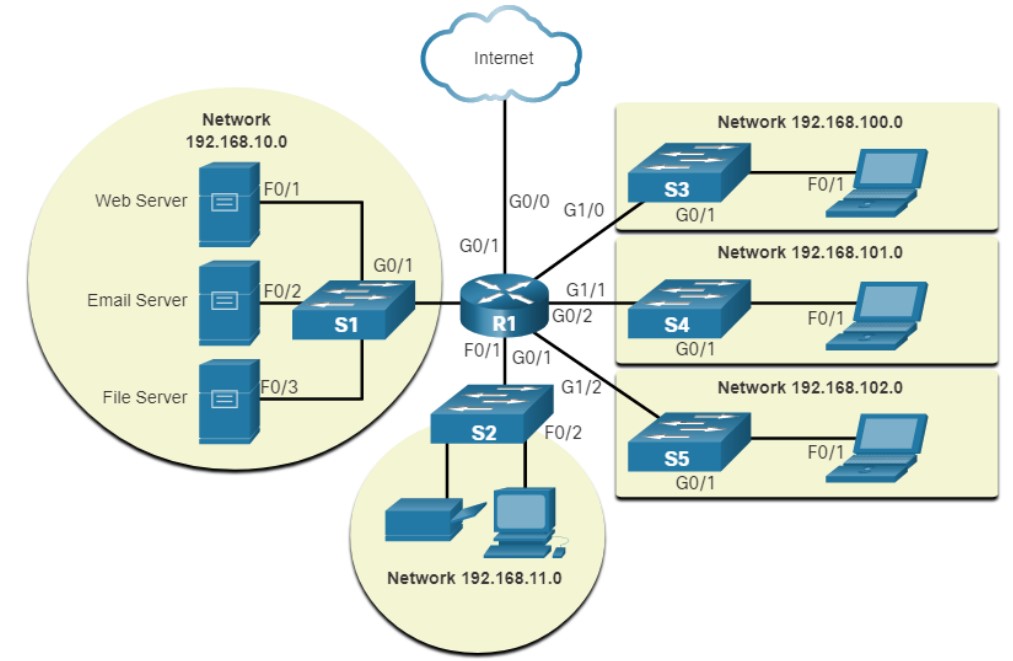 Internet
Network
192.168.10.0
Web Server
F0/1
Email Server
F0/2
File Server
F0/3
G0/1
S1
G0/0
G0/1
G1/0
G1/1
G0/2
R1
F0/1
G0/1
G1/2
S2
F0/2
Network 192.168.11.0
Network 192.168.100.0
S3
F0/1
G0/1
Network 192.168.101.0
S4
F0/1
G0/1
Network 192.168.102.0
S5
F0/1
G0/1